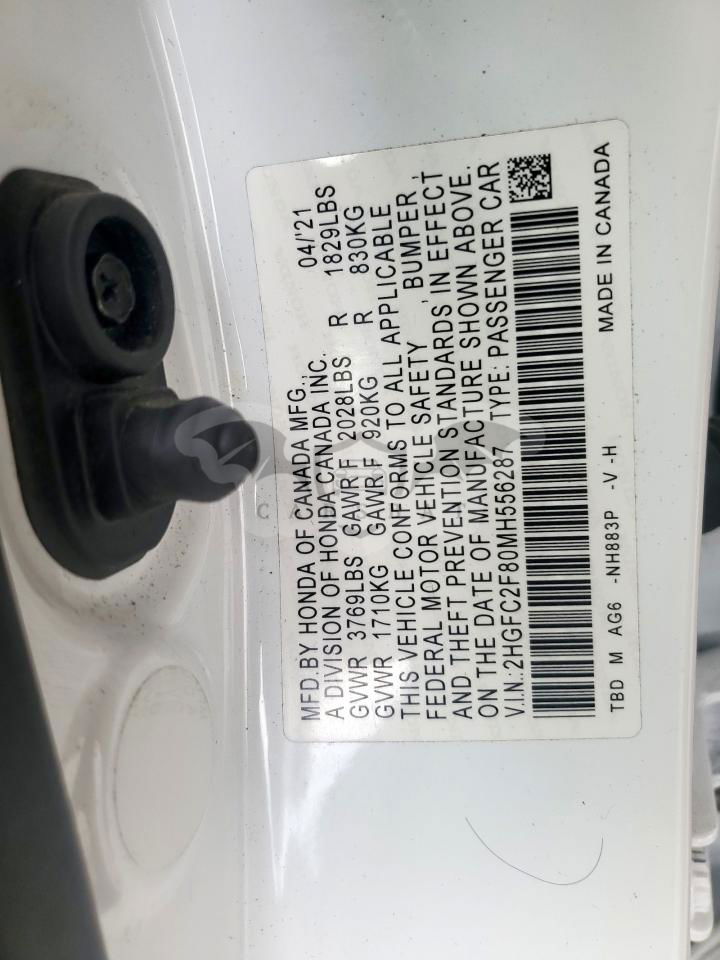 MFD. BY HONDA OF CANADA MFG., 04/'21
A DIVISION OF HONDA CANADA INC.
GVWR 3769LBS GAWR F 2028LBS R 1829LBS
GVWR 1710KG GAWR F 920KG R 830KG
THIS VEHICLE CONFORMS TO ALL APPLICABLE
FEDERAL MOTOR VEHICLE SAFETY, BUMPER,
AND THEFT PREVENTION STANDARDS IN EFFECT
ON THE DATE OF MANUFACTURE SHOWN ABOVE.
V.I.N.:2HGFC2F80MH556287 TYPE: PASSENGER CAR
TBD M AG6 -NH883P -V -H MADE IN CANADA